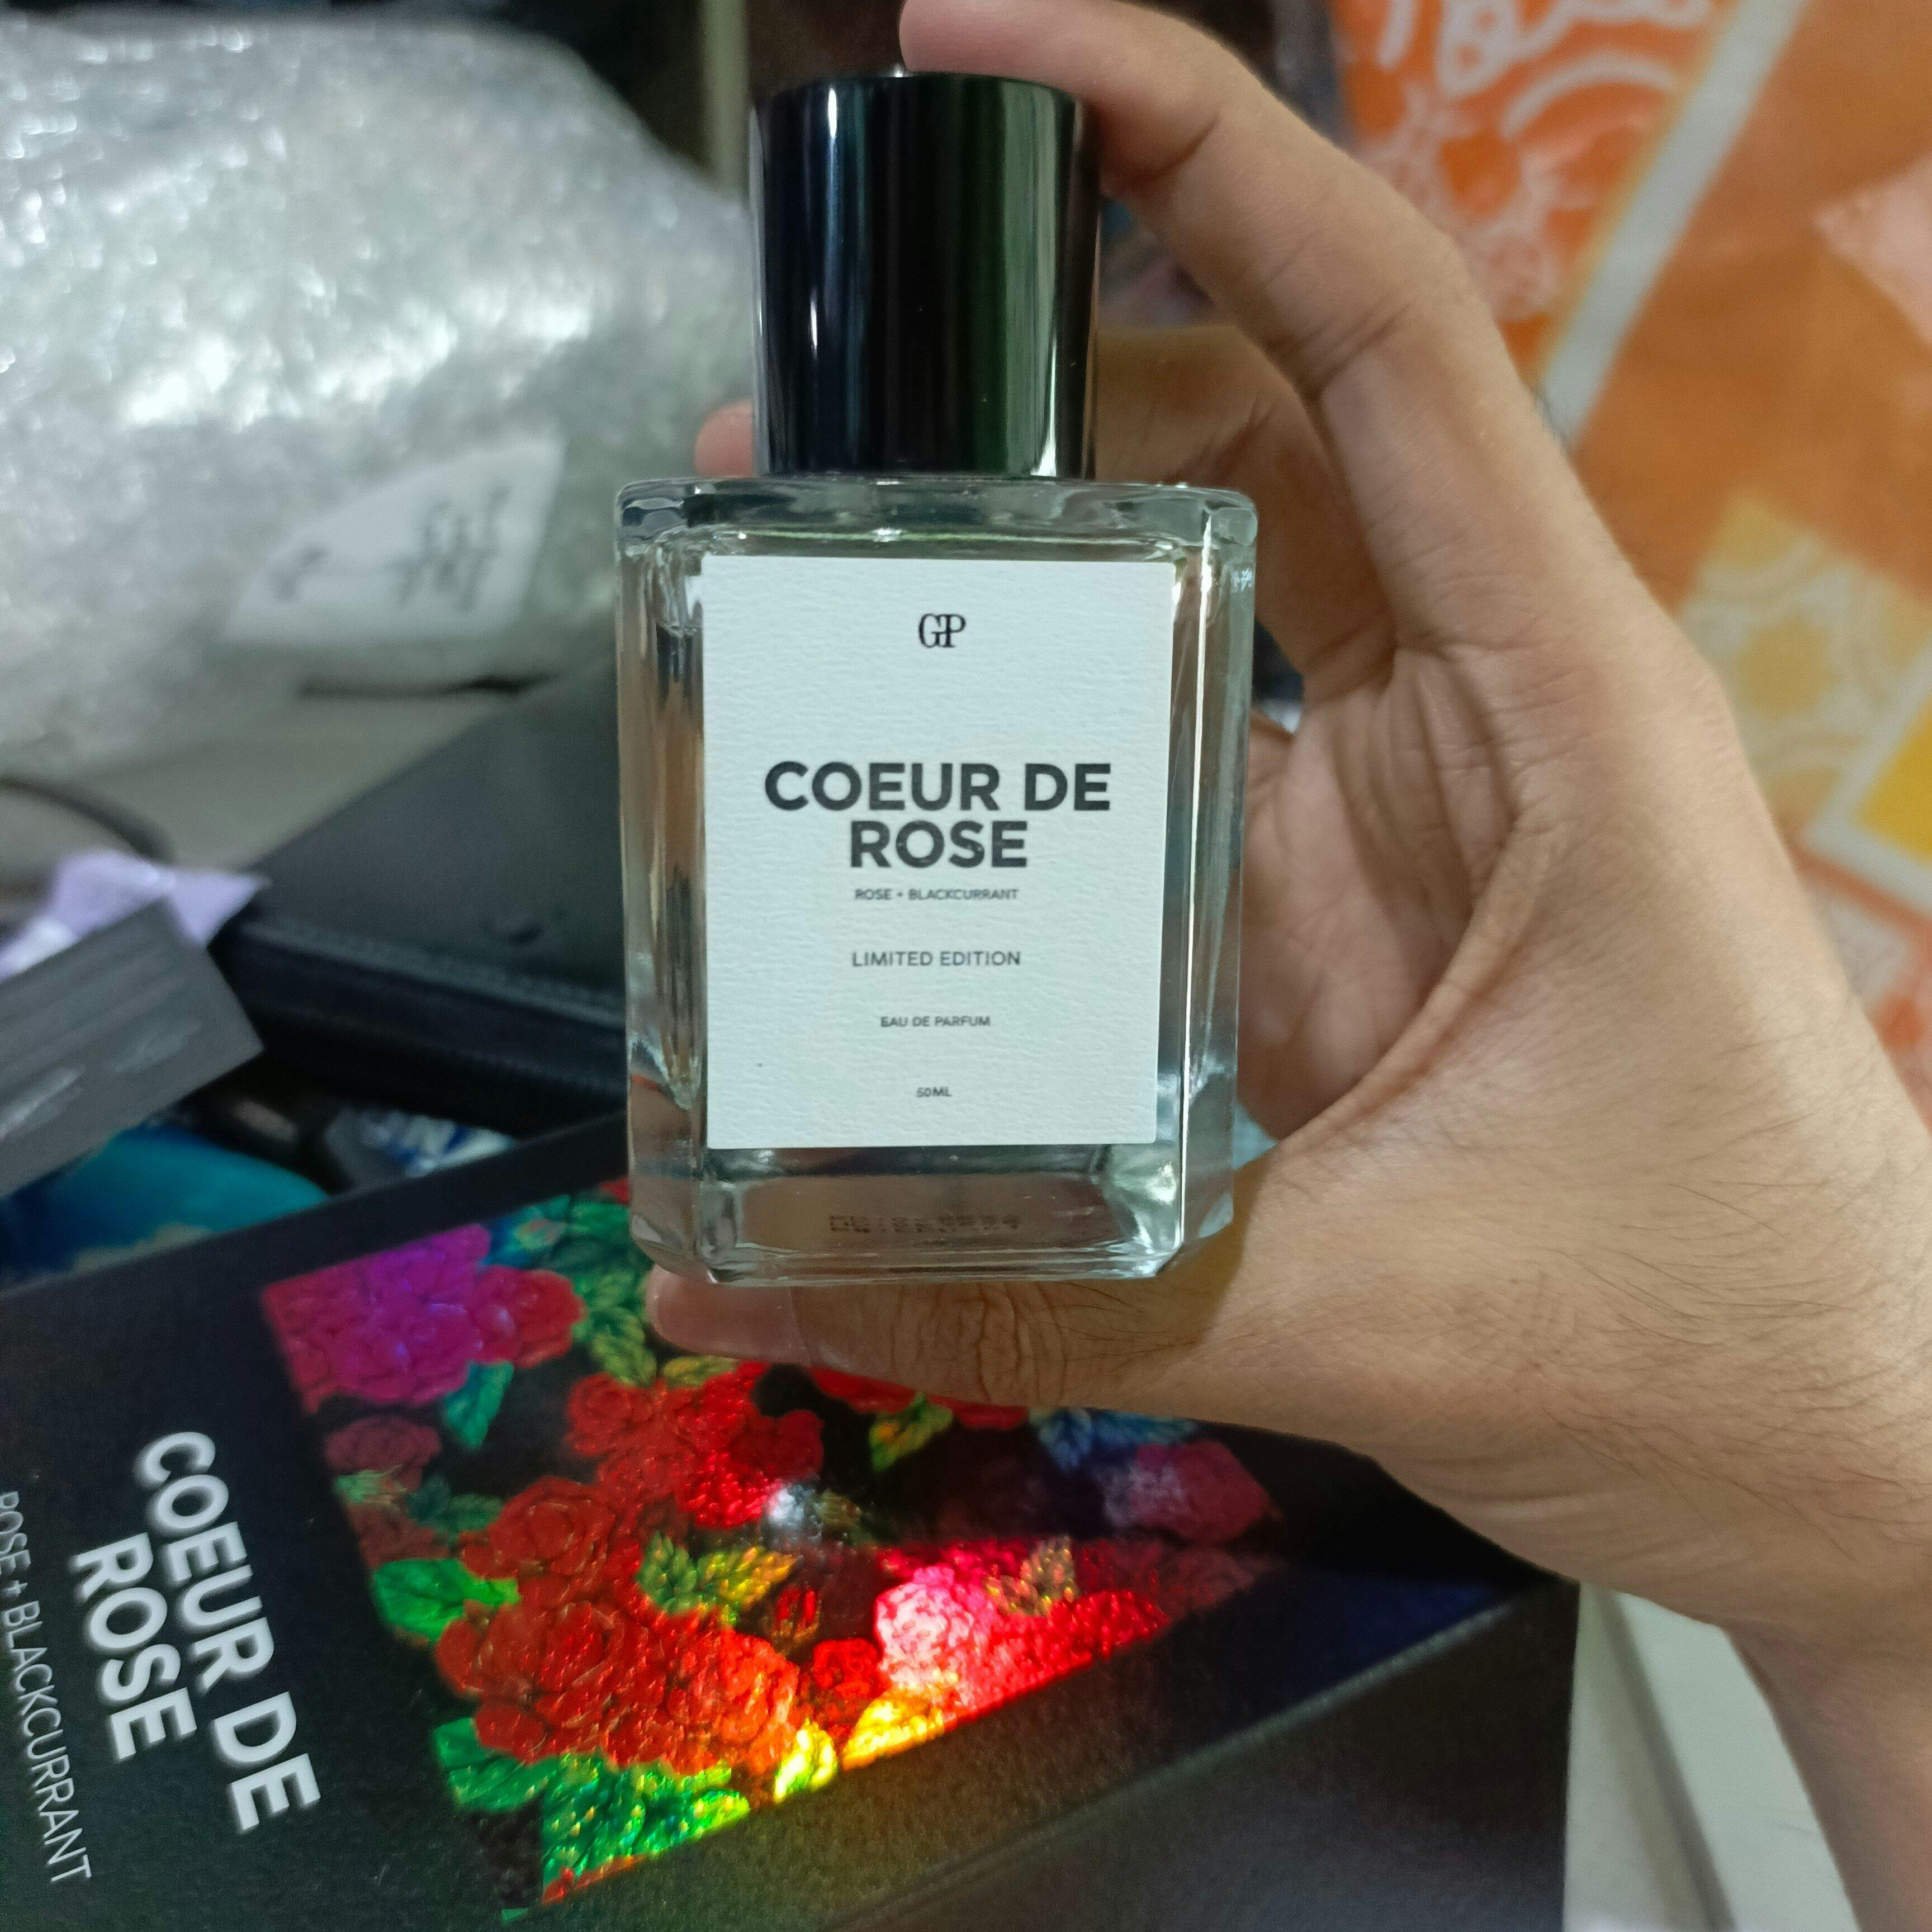 GP
COEUR DE
ROSE
ROSE + BLACKCURRANT
LIMITED EDITION
EAU DE PARFUM
50ML
COEUR DE
ROSE
ROSE + BLACKCURRANT